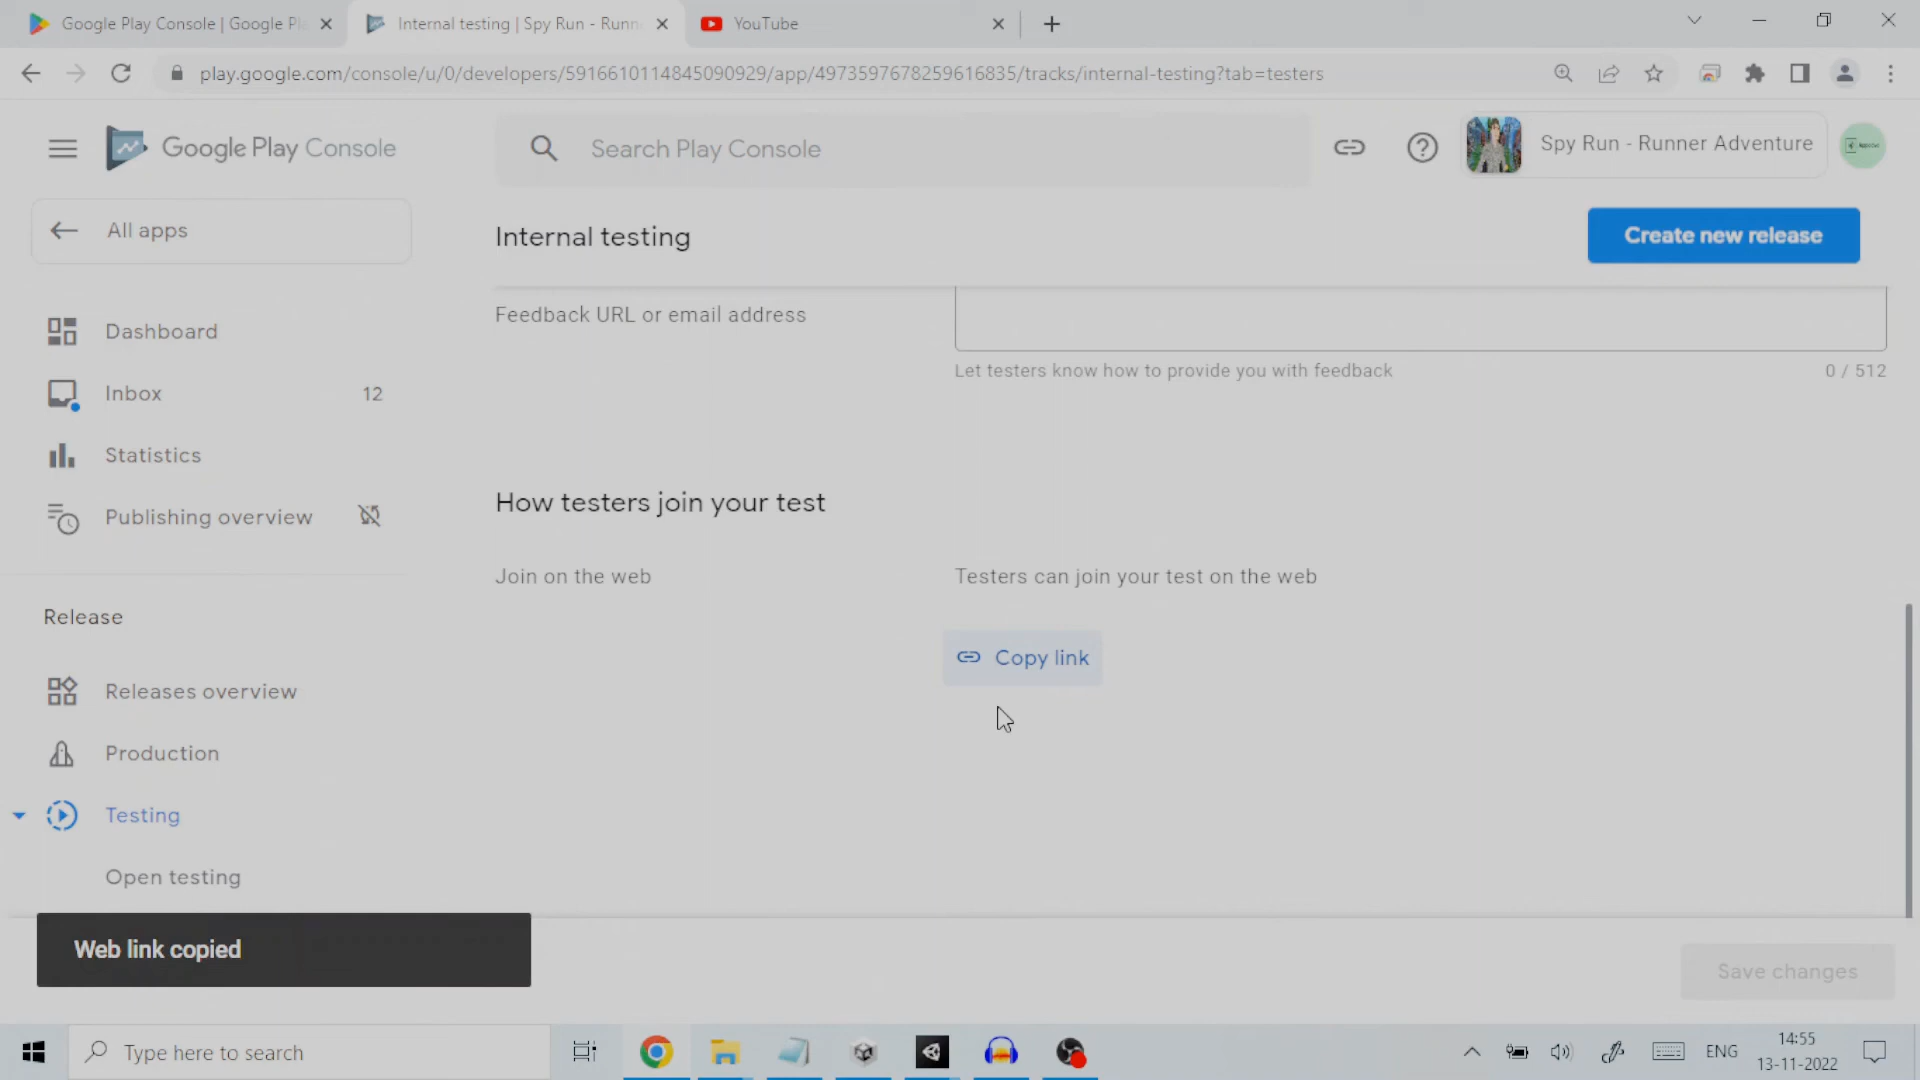 Google Play Console | Google Pl
Internal testing | Spy Run - Runn
YouTube
play.google.com/console/u/0/developers/5916610114845090929/app/4973597678259616835/tracks/internal-testing?tab=testers
Google Play Console
Search Play Console
Spy Run - Runner Adventure
All apps
Internal testing
Create new release
Feedback URL or email address
Let testers know how to provide you with feedback
0 / 512
Dashboard
Inbox
12
Statistics
Publishing overview
How testers join your test
Join on the web
Testers can join your test on the web
Copy link
Release
Releases overview
Production
Testing
Open testing
Web link copied
Save changes
Type here to search
ENG
14:55
13-11-2022